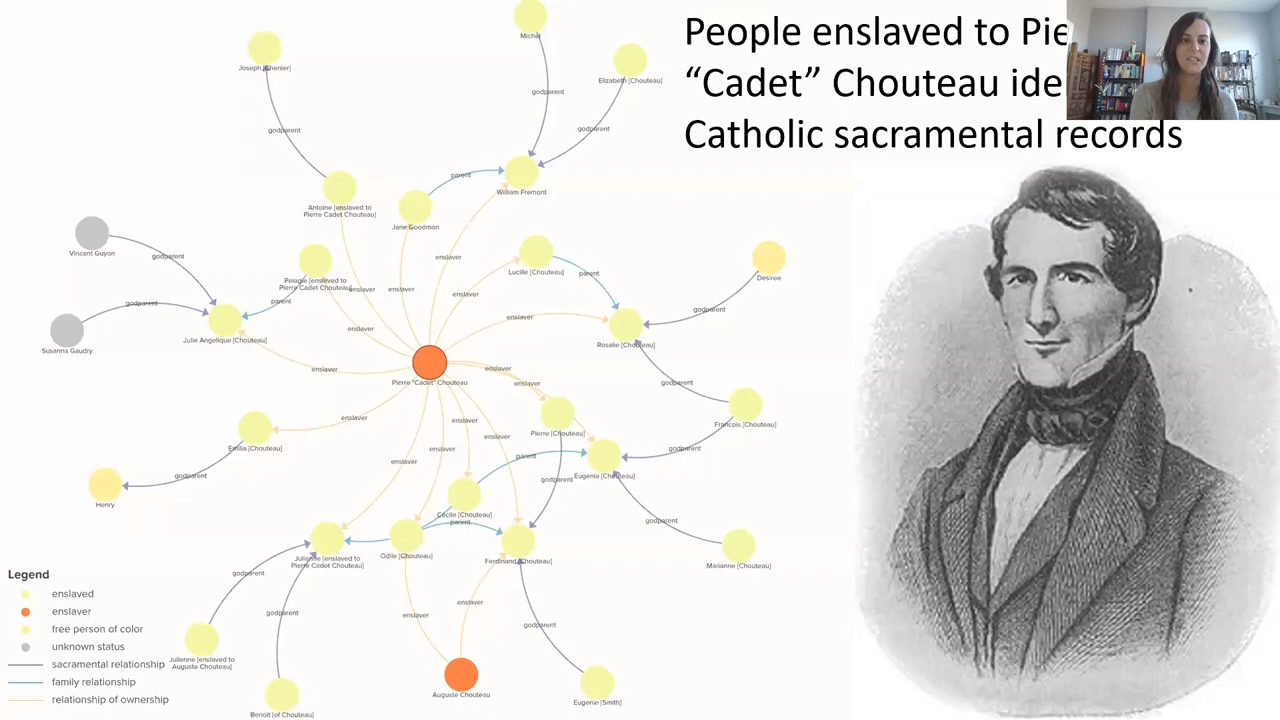 People enslaved to Pie
“Cadet” Chouteau ide
Catholic sacramental records
Michel
Joseph [Chenier]
Elizabeth [Chouteau]
godparent
godparent
godparent
parent
William Fremont
Antoine [enslaved to
Pierre Cadet Chouteau]
Jane Goodman
Vincent Guyon
godparent
enslaver
Lucille [Chouteau]
parent
Desiree
Pelagie [enslaved to
Pierre Cadet Chouteau]
enslaver
enslaver
enslaver
godparent
parent
godparent
enslaver
enslaver
Susanna Gaudry
Julie Angelique [Chouteau]
Rosalie [Chouteau]
enslaver
enslaver
Pierre "Cadet" Chouteau
enslaver
godparent
enslaver
enslaver
Francois [Chouteau]
Pierre [Chouteau]
enslaver
Emilia [Chouteau]
enslaver
godparent
parent
enslaver
Eugenia [Chouteau]
godparent
godparent
Henry
Cecile [Chouteau]
parent
godparent
Odile [Chouteau]
Julienne [enslaved to
Pierre Cadet Chouteau]
Ferdinand [Chouteau]
Marianne [Chouteau]
godparent
enslaver
godparent
enslaver
godparent
Julienne [enslaved to
Auguste Chouteau]
Auguste Chouteau
Eugenie [Smith]
Benoit [of Chouteau]
Legend
enslaved
enslaver
free person of color
unknown status
sacramental relationship
family relationship
relationship of ownership